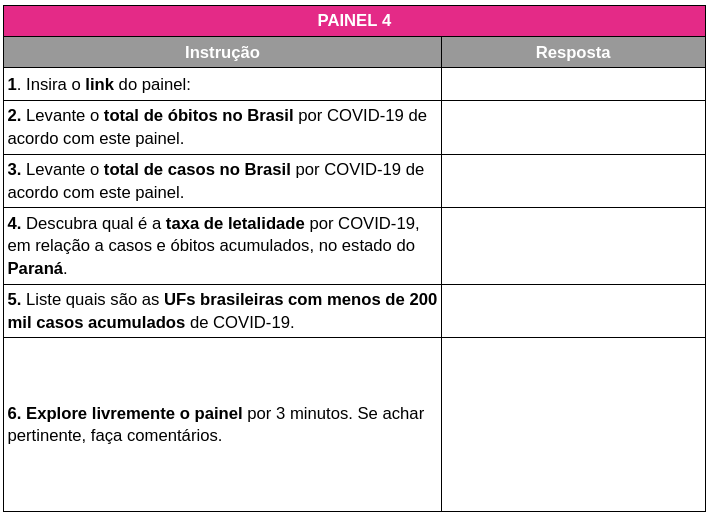 PAINEL 4
Instrução Resposta
1. Insira o link do painel:
2. Levante o total de óbitos no Brasil por COVID-19 de
acordo com este painel.
3. Levante o total de casos no Brasil por COVID-19 de
acordo com este painel.
4. Descubra qual é a taxa de letalidade por COVID-19,
em relação a casos e óbitos acumulados, no estado do
Paraná.
5. Liste quais são as UFs brasileiras com menos de 200
mil casos acumulados de COVID-19.
6. Explore livremente o painel por 3 minutos. Se achar
pertinente, faça comentários.